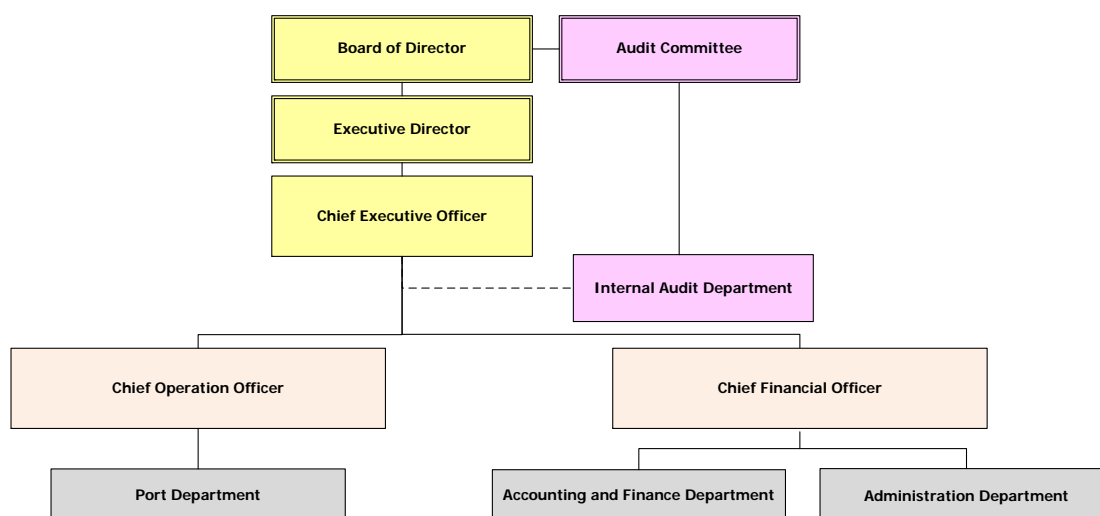 Board of Director
Audit Committee
Executive Director
Chief Executive Officer
Internal Audit Department
Chief Operation Officer
Chief Financial Officer
Port Department
Accounting and Finance Department
Administration Department